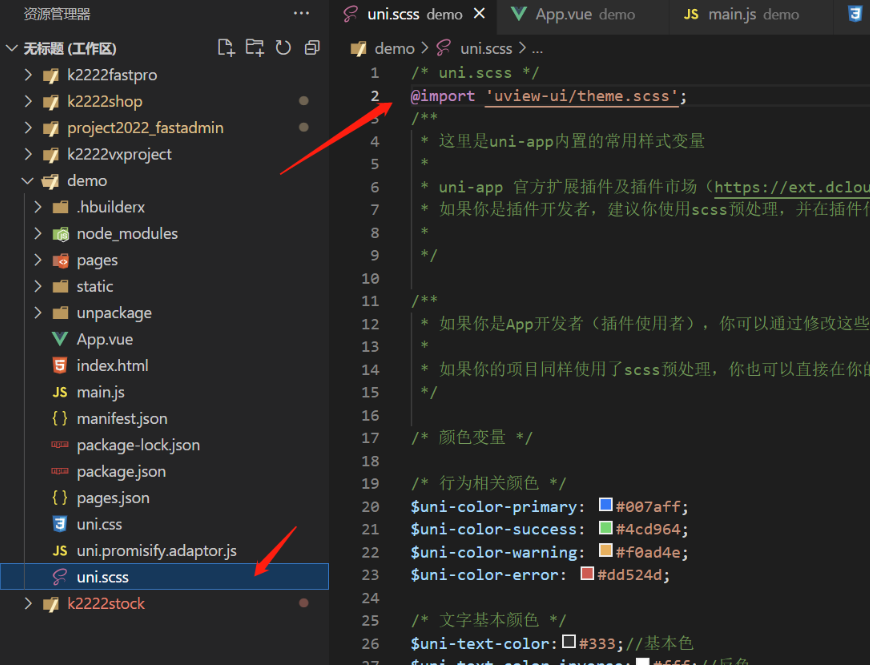 资源管理器
无标题 (工作区)
k2222fastpro
k2222shop
project2022_fastadmin
k2222vxproject
demo
.hbuilderx
node_modules
pages
static
unpackage
App.vue
index.html
JS main.js
{ } manifest.json
package-lock.json
package.json
{ } pages.json
uni.css
JS uni.promisify.adaptor.js
uni.scss
k2222stock
uni.scss demo
App.vue demo
JS main.js demo
demo > uni.scss > ...
1 /* uni.scss */
2 @import 'uview-ui/theme.scss';
3 /**
4 * 这里是uni-app内置的常用样式变量
5 *
6 * uni-app 官方扩展插件及插件市场（https://ext.dclou
7 * 如果你是插件开发者，建议你使用scss预处理，并在插件
8 *
9 */
10
11 /**
12 * 如果你是App开发者（插件使用者），你可以通过修改这些
13 *
14 * 如果你的项目同样使用了scss预处理，你也可以直接在你的
15 */
16
17 /* 颜色变量 */
18
19 /* 行为相关颜色 */
20 $uni-color-primary: #007aff;
21 $uni-color-success: #4cd964;
22 $uni-color-warning: #f0ad4e;
23 $uni-color-error: #dd524d;
24
25 /* 文字基本颜色 */
26 $uni-text-color:#333;//基本色
27 $uni-text-color-inverse:#fff;//反色